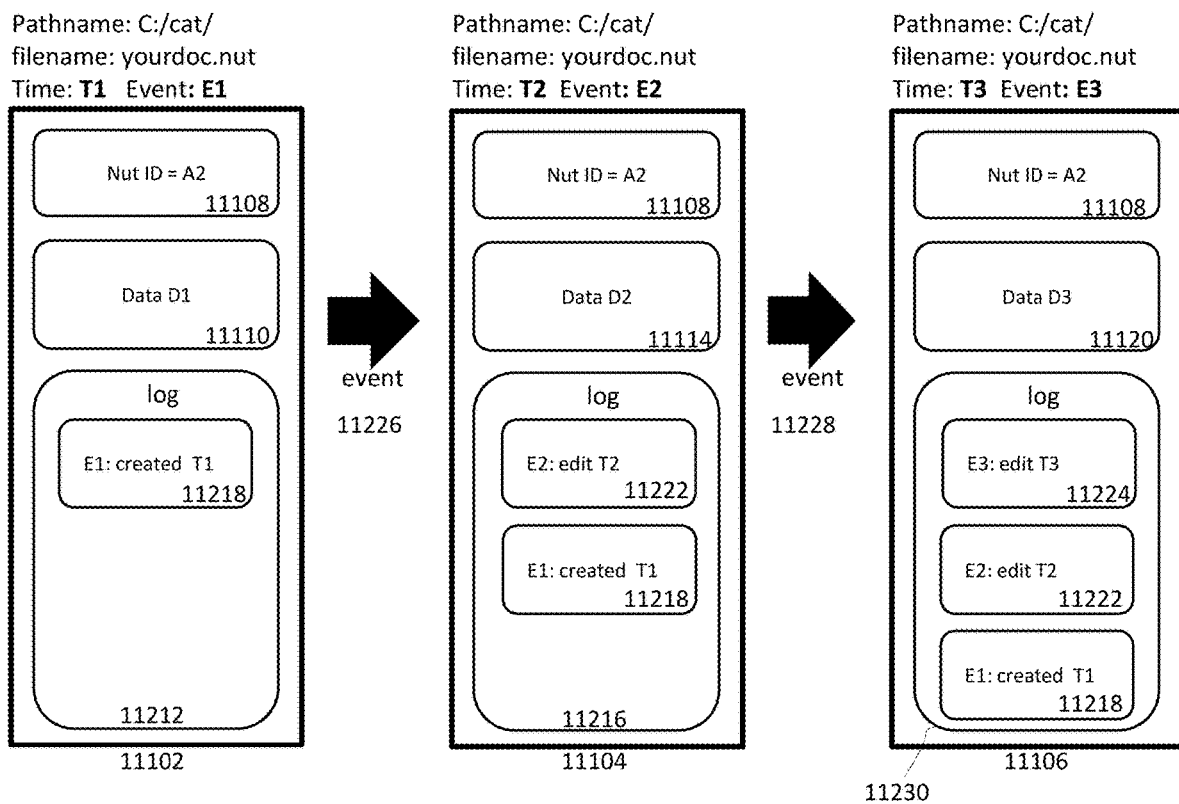 Pathname: C:/cat/
filename: yourdoc.nut
Time: T1 Event: E1
Nut ID = A2
11108
Data D1
11110
log
E1: created T1
11218
11212
11102
event
11226
Pathname: C:/cat/
filename: yourdoc.nut
Time: T2 Event: E2
Nut ID = A2
11108
Data D2
11114
log
E2: edit T2
11222
E1: created T1
11218
11216
11104
event
11228
Pathname: C:/cat/
filename: yourdoc.nut
Time: T3 Event: E3
Nut ID = A2
11108
Data D3
11120
log
E3: edit T3
11224
E2: edit T2
11222
E1: created T1
11218
11106
11230